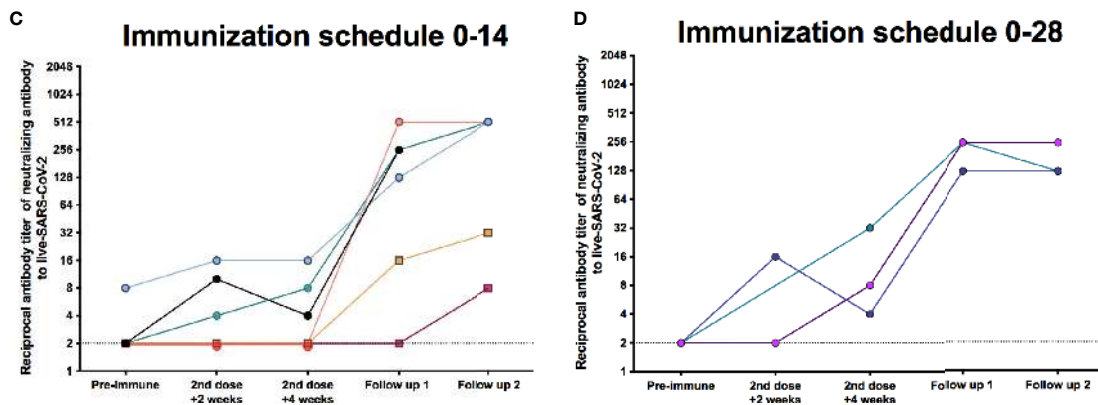 C
Immunization schedule 0-14
Reciprocal antibody titer of neutralizing antibody
to live-SARS-CoV-2
2048
1024
512
256
128
64
32
16
8
4
2
1
Pre-immune
2nd dose
+2 weeks
2nd dose
+4 weeks
Follow up 1
Follow up 2
D
Immunization schedule 0-28
Reciprocal antibody titer of neutralizing antibody
to live-SARS-CoV-2
2048
1024
512
256
128
64
32
16
8
4
2
1
Pre-immune
2nd dose
+2 weeks
2nd dose
+4 weeks
Follow up 1
Follow up 2